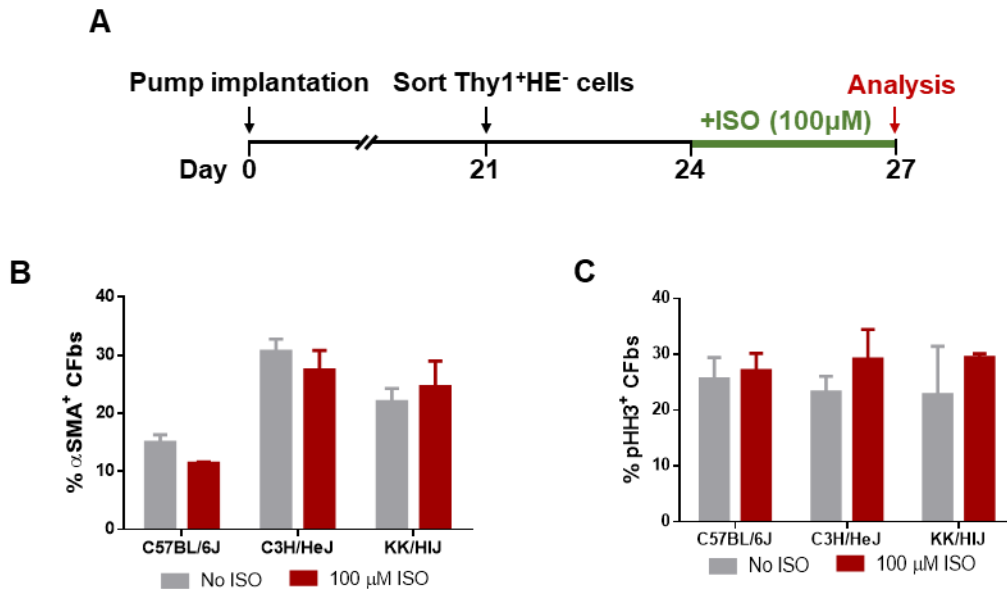 A
Pump implantation Sort Thy1⁺HE⁻ cells Analysis
+ISO (100µM)
Day 0 21 24 27
B
% αSMA⁺ CFbs
40
30
20
10
0
C57BL/6J C3H/HeJ KK/HIJ
No ISO 100 µM ISO
C
% pHH3⁺ CFbs
40
30
20
10
0
C57BL/6J C3H/HeJ KK/HIJ
No ISO 100 µM ISO